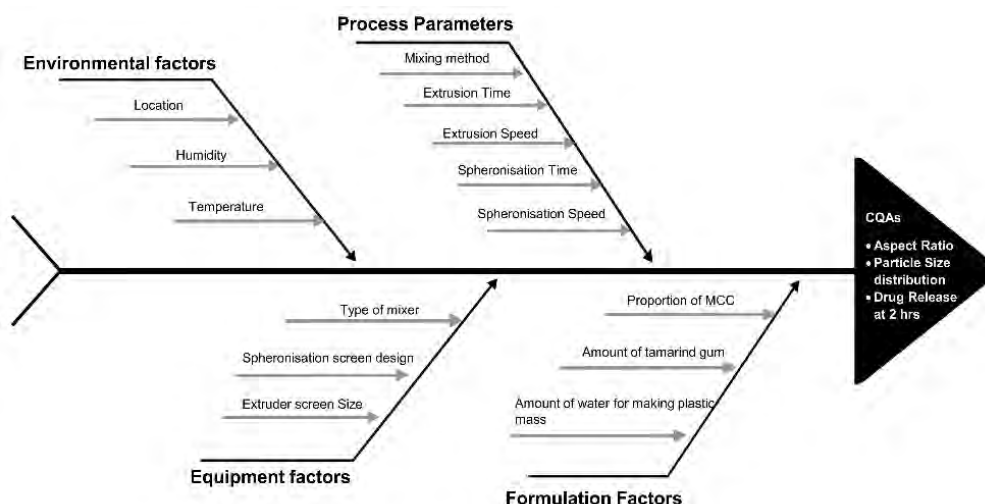 Process Parameters
Mixing method
Extrusion Time
Extrusion Speed
Spheronisation Time
Spheronisation Speed
Environmental factors
Location
Humidity
Temperature
CQAs
• Aspect Ratio
• Particle Size
distribution
• Drug Release
at 2 hrs
Type of mixer
Spheronisation screen design
Extruder screen Size
Equipment factors
Proportion of MCC
Amount of tamarind gum
Amount of water for making plastic
mass
Formulation Factors